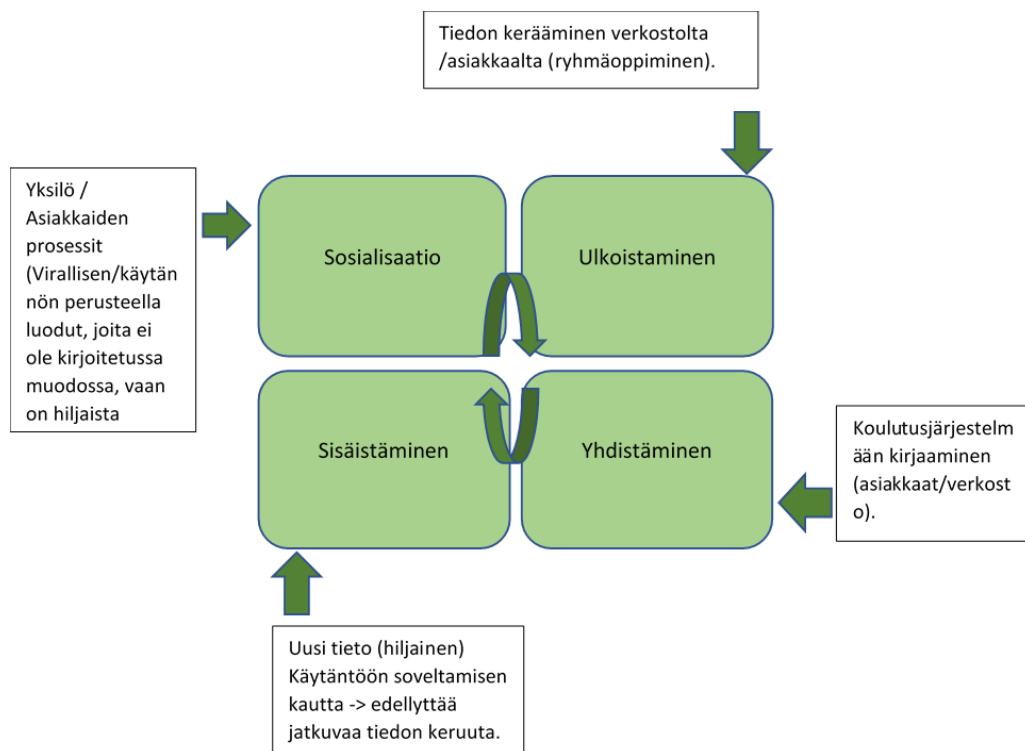 Tiedon kerääminen verkostolta
/asiakkaalta (ryhmäoppiminen).
Yksilö /
Asiakkaiden
prosessit
(Virallisen/käytän
nön perusteella
luodut, joita ei
ole kirjoitetussa
muodossa, vaan
on hiljaista
Sosialisaatio
Ulkoistaminen
Sisäistäminen
Yhdistäminen
Koulutusjärjestelm
ään kirjaaminen
(asiakkaat/verkost
o).
Uusi tieto (hiljainen)
Käytäntöön soveltamisen
kautta -> edellyttää
jatkuvaa tiedon keruuta.